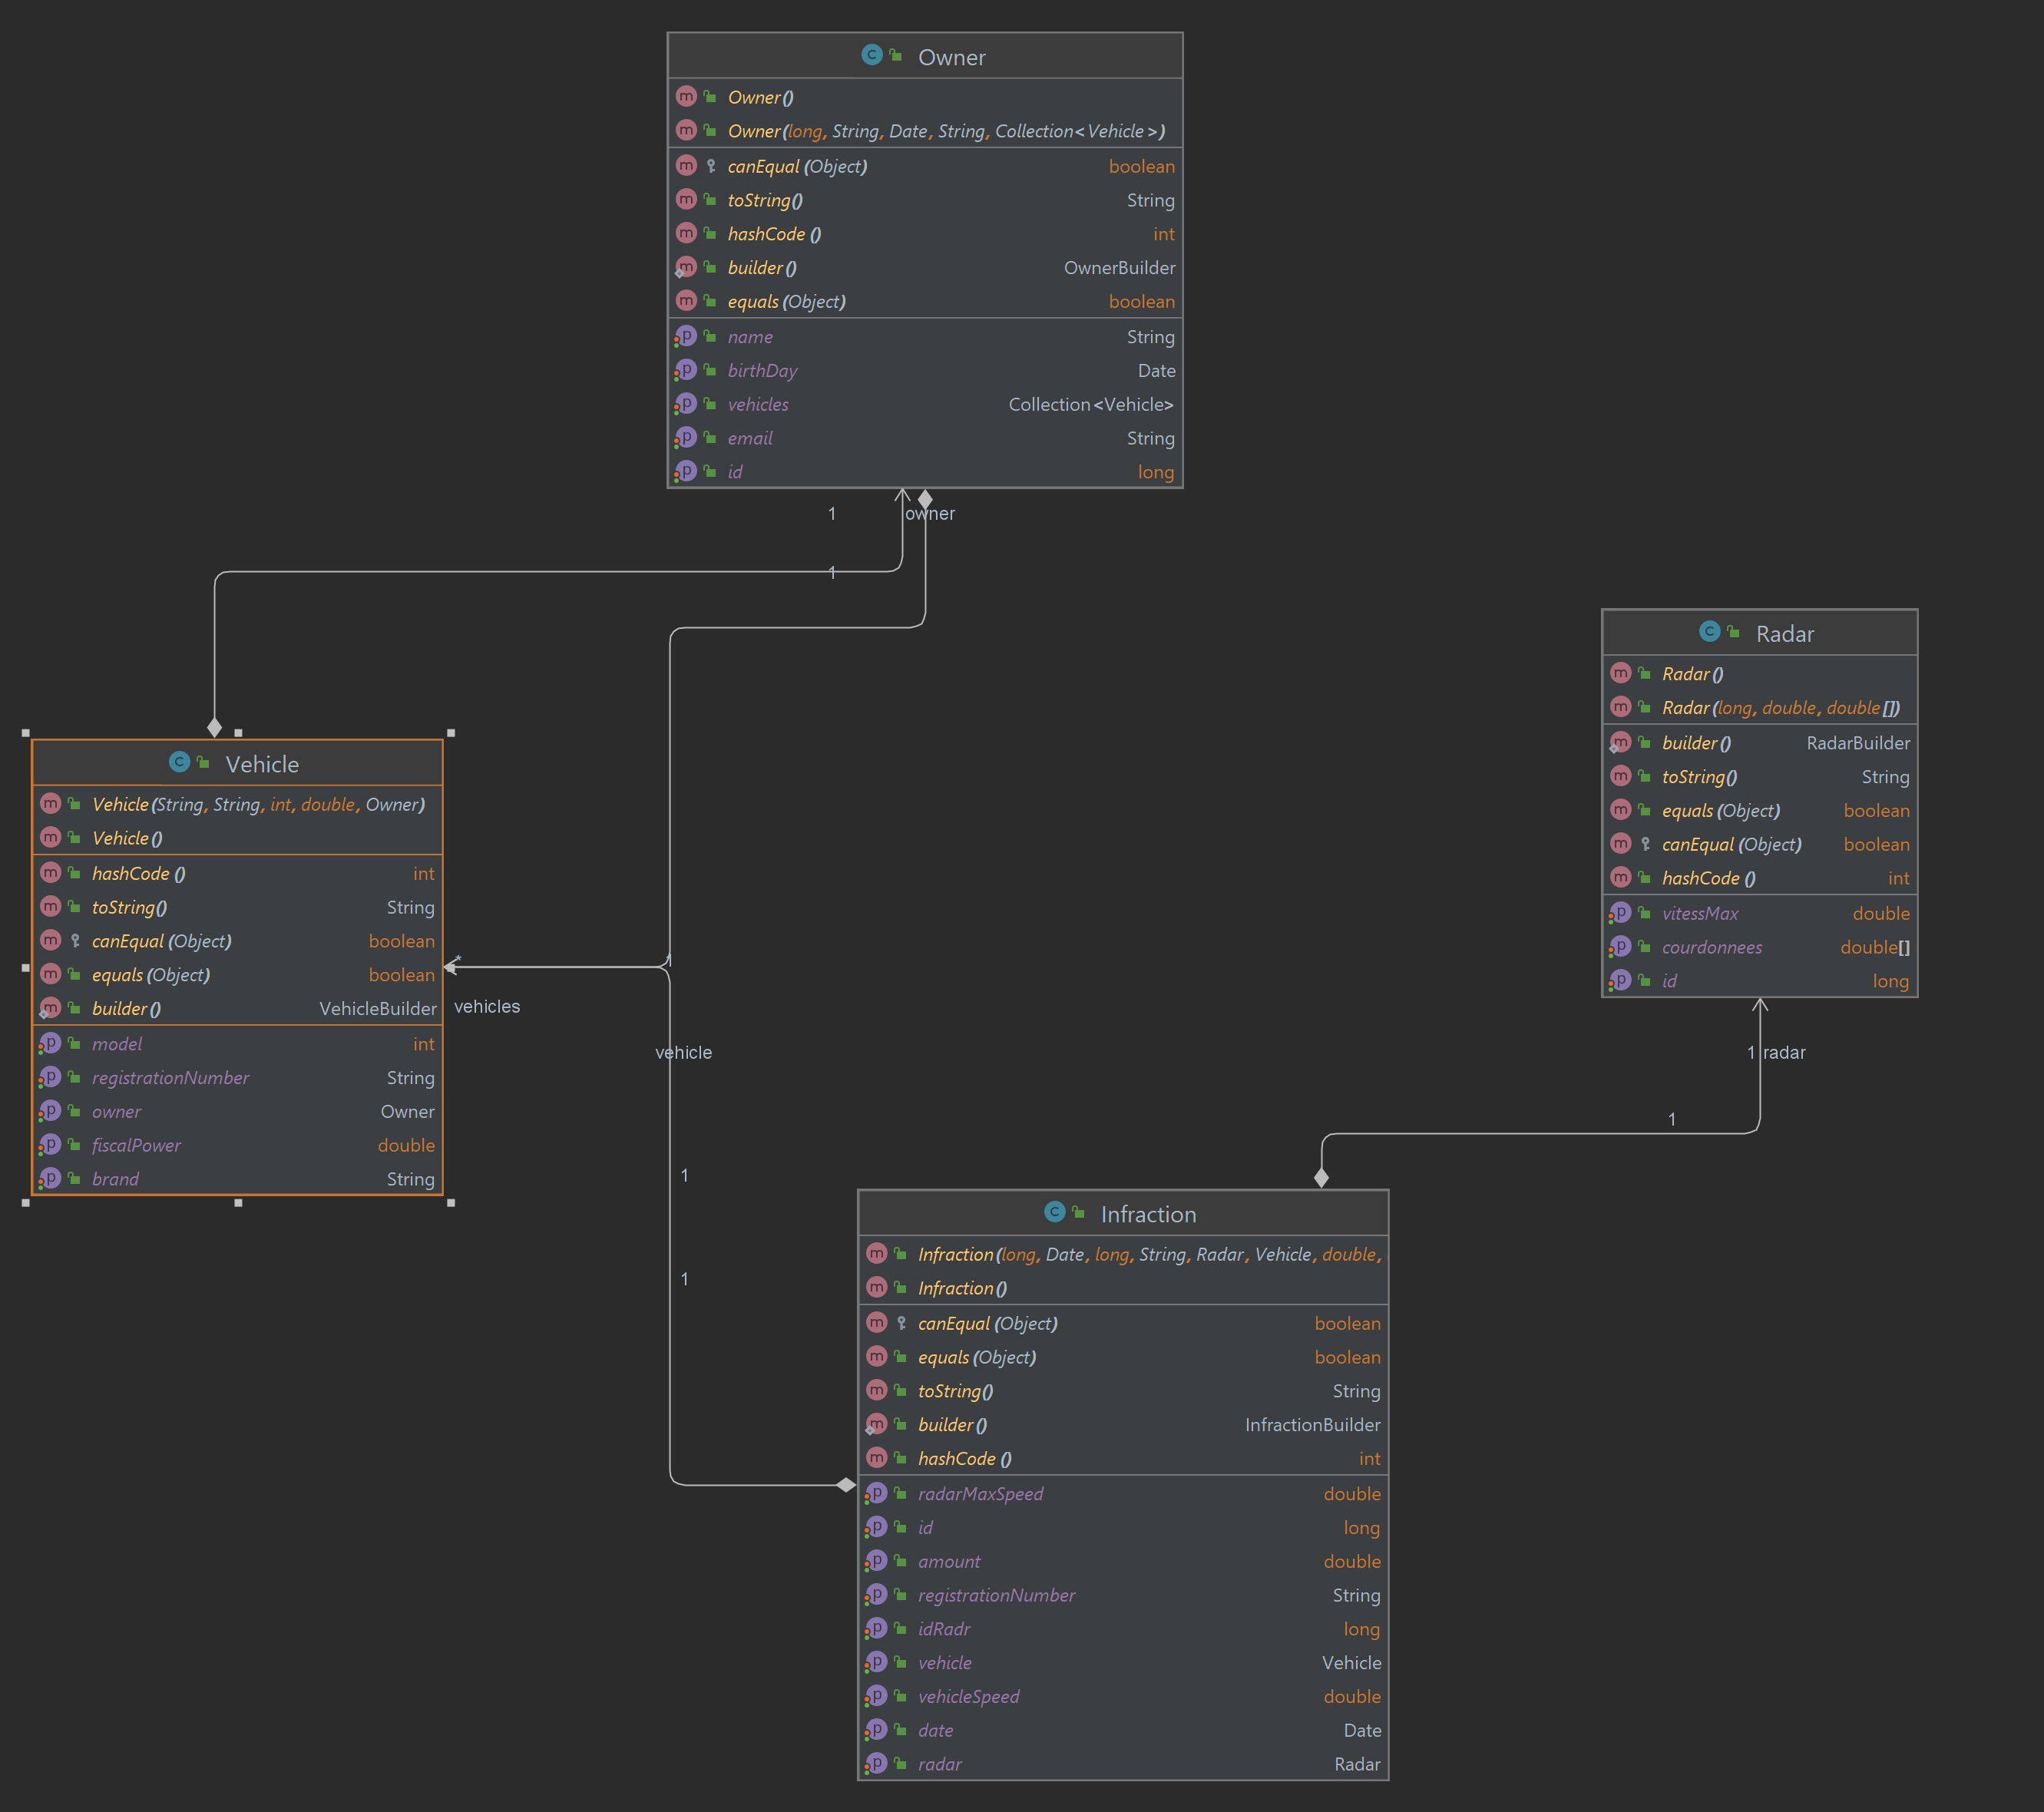 Owner
Owner()
Owner(long, String, Date, String, Collection<Vehicle>)
canEqual(Object) boolean
toString() String
hashCode() int
builder() OwnerBuilder
equals(Object) boolean
name String
birthDay Date
vehicles Collection<Vehicle>
email String
id long
1 owner
1
Vehicle
Vehicle(String, String, int, double, Owner)
Vehicle()
hashCode() int
toString() String
canEqual(Object) boolean
equals(Object) boolean
builder() VehicleBuilder
model int
registrationNumber String
owner Owner
fiscalPower double
brand String
* 1
vehicles
vehicle
1
1
Radar
Radar()
Radar(long, double, double[])
builder() RadarBuilder
toString() String
equals(Object) boolean
canEqual(Object) boolean
hashCode() int
vitessMax double
courdonnees double[]
id long
1 radar
1
Infraction
Infraction(long, Date, long, String, Radar, Vehicle, double,
Infraction()
canEqual(Object) boolean
equals(Object) boolean
toString() String
builder() InfractionBuilder
hashCode() int
radarMaxSpeed double
id long
amount double
registrationNumber String
idRadr long
vehicle Vehicle
vehicleSpeed double
date Date
radar Radar